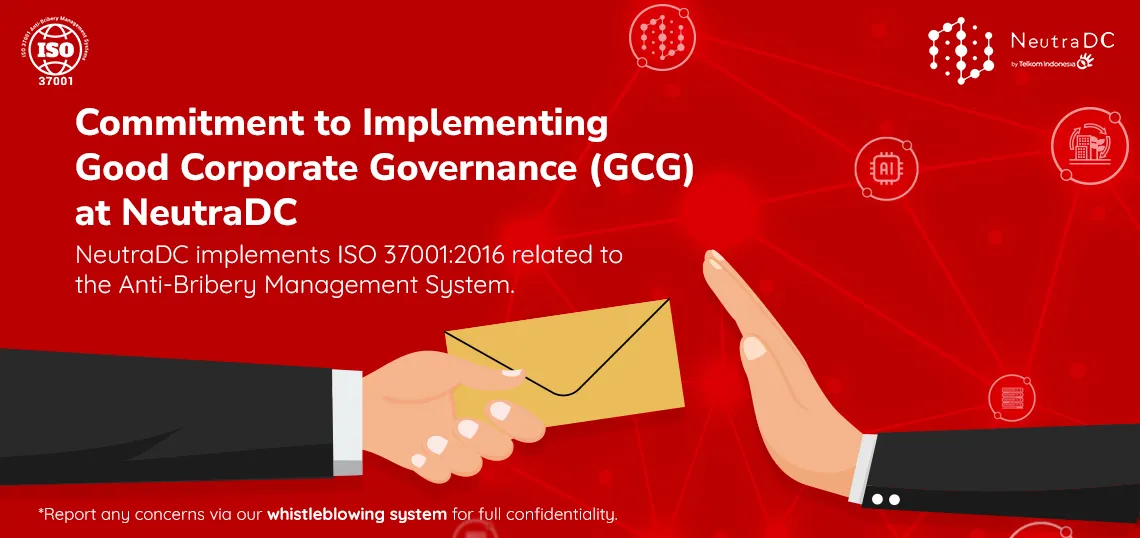 ISO 37001 Anti-Bribery Management Systems
ISO
37001
NeutraDC
by Telkom Indonesia
AI
Commitment to Implementing
Good Corporate Governance (GCG)
at NeutraDC
NeutraDC implements ISO 37001:2016 related to
the Anti-Bribery Management System.
*Report any concerns via our whistleblowing system for full confidentiality.